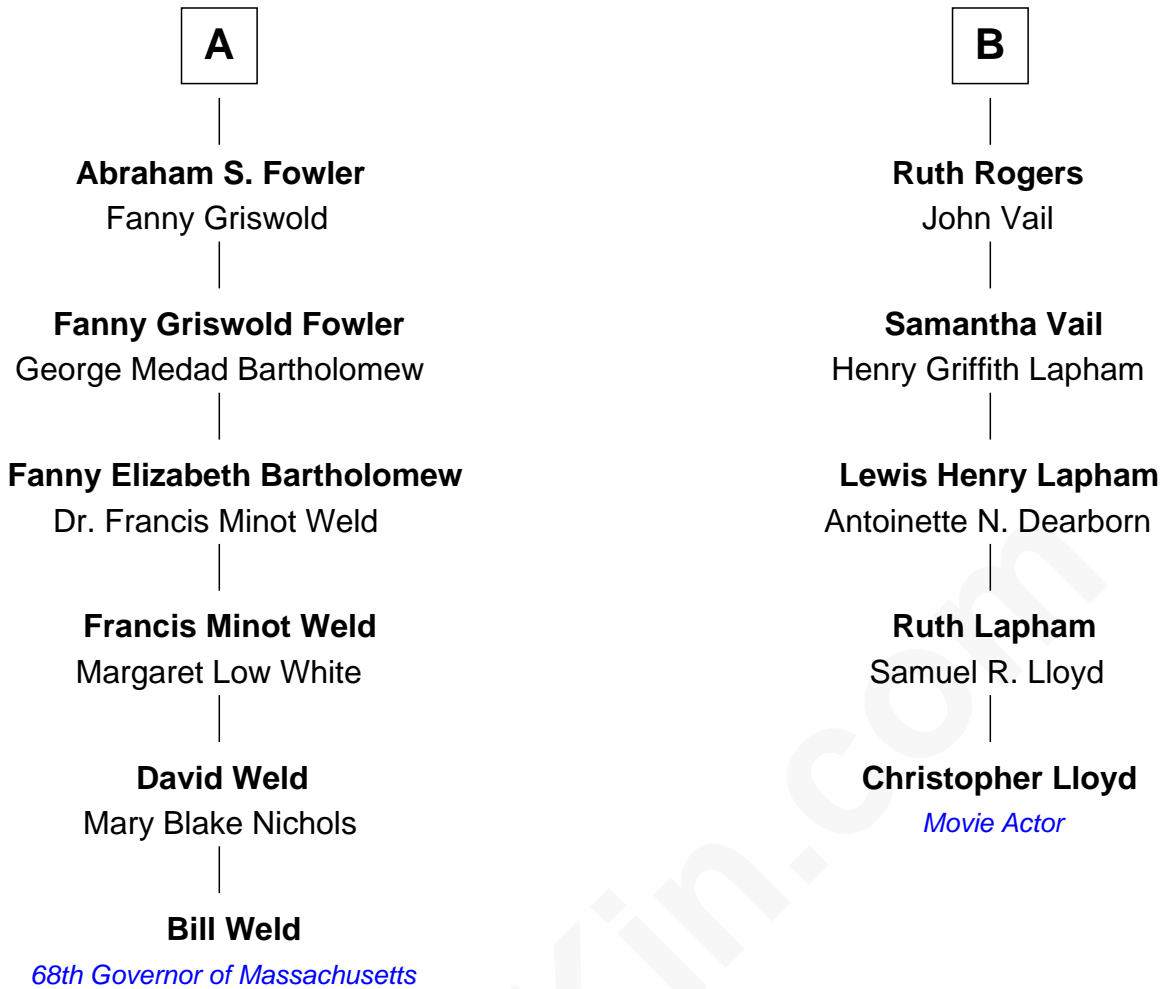 A
Abraham S. Fowler
Fanny Griswold
Fanny Griswold Fowler
George Medad Bartholomew
Fanny Elizabeth Bartholomew
Dr. Francis Minot Weld
Francis Minot Weld
Margaret Low White
David Weld
Mary Blake Nichols
Bill Weld
68th Governor of Massachusetts
B
Ruth Rogers
John Vail
Samantha Vail
Henry Griffith Lapham
Lewis Henry Lapham
Antoinette N. Dearborn
Ruth Lapham
Samuel R. Lloyd
Christopher Lloyd
Movie Actor
Kin.com